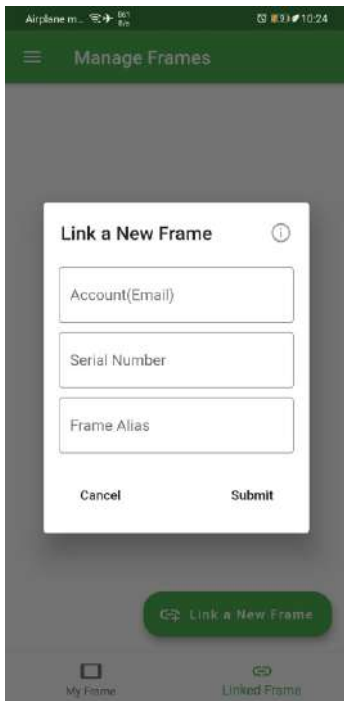 Airplane m...
10:24
Manage Frames
Link a New Frame
Account(Email)
Serial Number
Frame Alias
Cancel
Submit
Link a New Frame
My Frame
Linked Frame